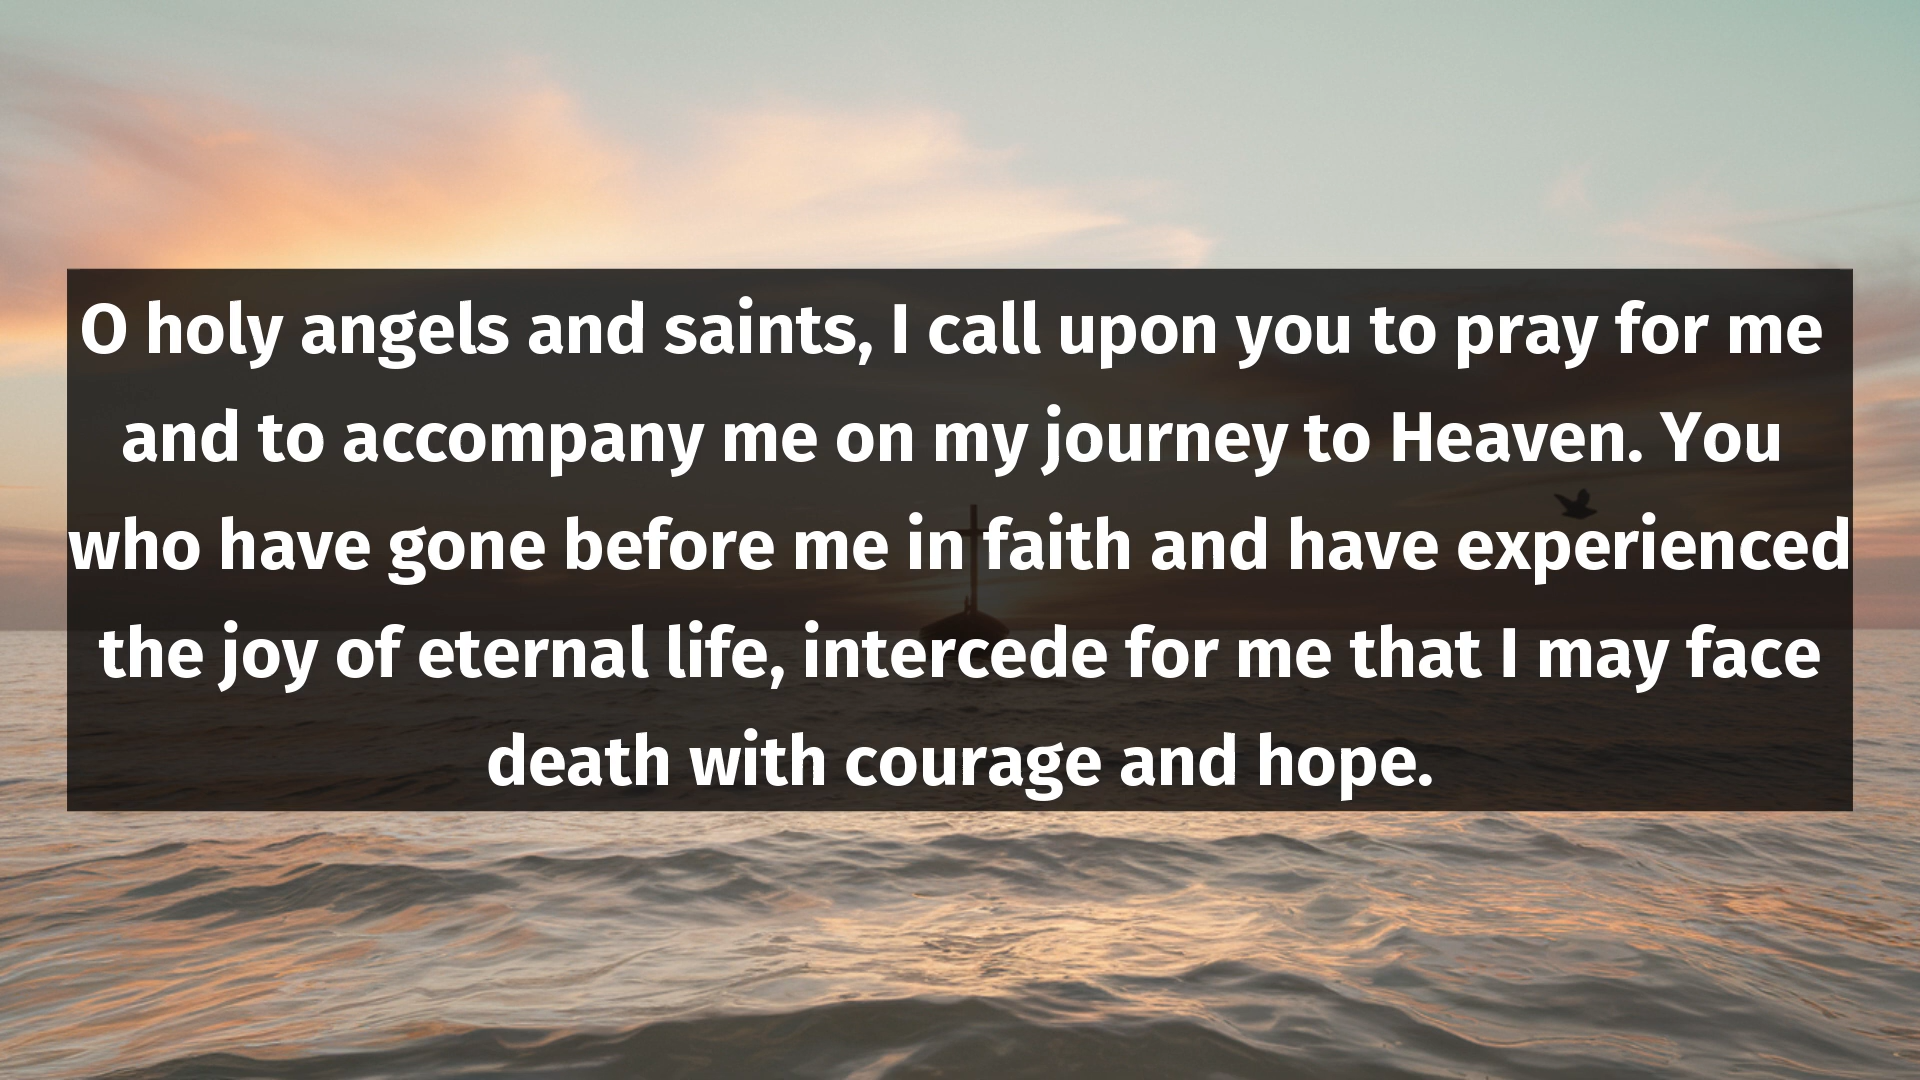 O holy angels and saints, I call upon you to pray for me
and to accompany me on my journey to Heaven. You
who have gone before me in faith and have experienced
the joy of eternal life, intercede for me that I may face
death with courage and hope.